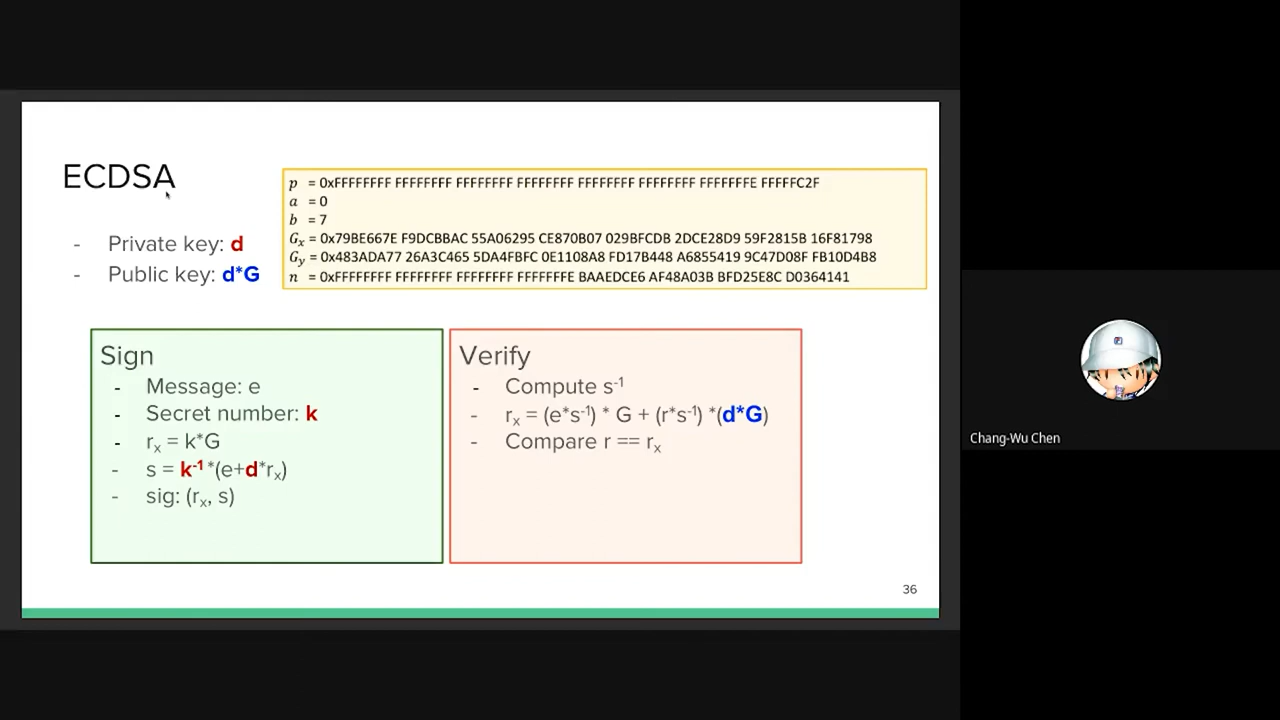 ECDSA
- Private key: d
- Public key: d*G
p = 0xFFFFFFFF FFFFFFFF FFFFFFFF FFFFFFFF FFFFFFFF FFFFFFFF FFFFFFFE FFFFFC2F
a = 0
b = 7
Gx = 0x79BE667E F9DCBBAC 55A06295 CE870B07 029BFCDB 2DCE28D9 59F2815B 16F81798
Gy = 0x483ADA77 26A3C465 5DA4FBFC 0E1108A8 FD17B448 A6855419 9C47D08F FB10D4B8
n = 0xFFFFFFFF FFFFFFFF FFFFFFFF FFFFFFFE BAAEDCE6 AF48A03B BFD25E8C D0364141
Sign
- Message: e
- Secret number: k
- rx = k*G
- s = k-1 *(e+d*rx)
- sig: (rx, s)
Verify
- Compute s-1
- rx = (e*s-1) * G + (r*s-1) *(d*G)
- Compare r == rx
36
Chang-Wu Chen